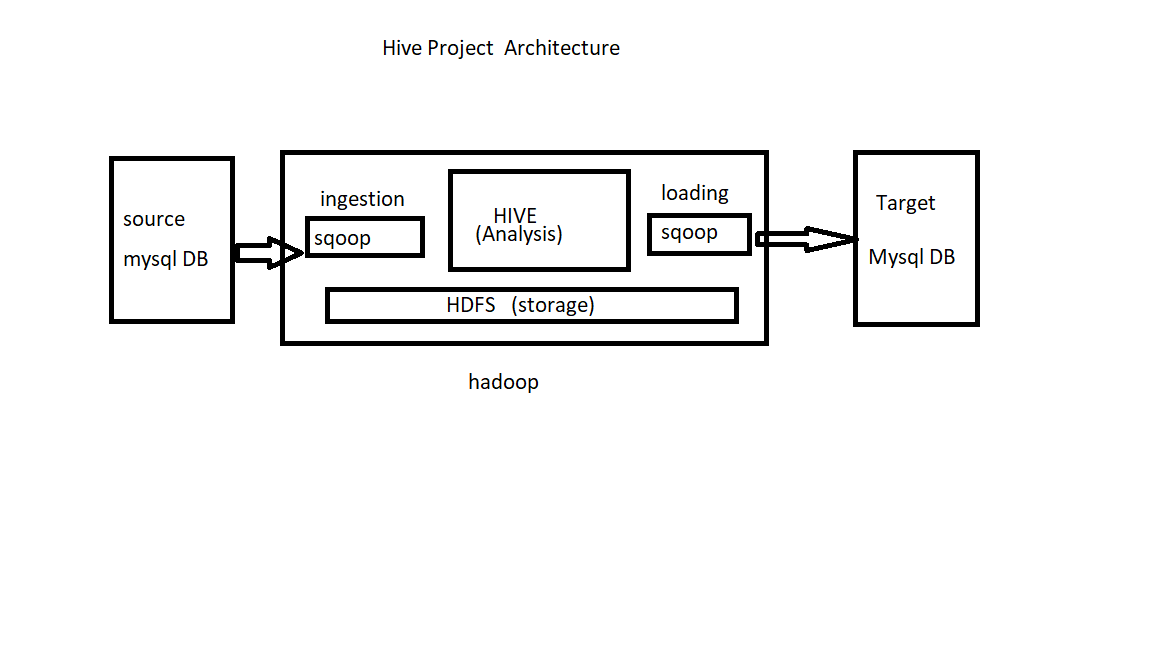 Hive Project  Architecture
source
mysql DB
ingestion
sqoop
HIVE
(Analysis)
loading
sqoop
HDFS   (storage)
hadoop
Target
Mysql DB